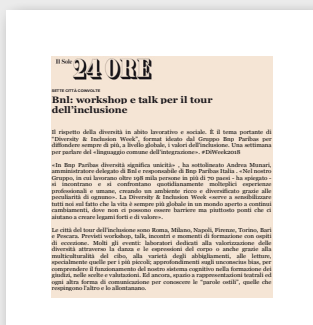 Il Sole
24 ORE
SETTE CITTÀ COINVOLTE
Bnl: workshop e talk per il tour
dell'inclusione
Il rispetto della diversità in abito lavorativo e sociale. È il tema portante di
"Diversity & Inclusion Week", format ideato dal Gruppo Bnp Paribas per
diffondere sempre di più, a livello globale, i valori dell'inclusione. Una settimana
per parlare del «linguaggio comune dell'integrazione». #DiWeek2018
«In Bnp Paribas diversità significa unicità» , ha sottolineato Andrea Munari,
amministratore delegato di Bnl e responsabile di Bnp Paribas Italia . «Nel nostro
Gruppo, in cui lavorano oltre 198 mila persone in più di 70 paesi - ha spiegato -
si incontrano e si confrontano quotidianamente molteplici esperienze
professionali e umane, creando un ambiente ricco e diversificato grazie alle
peculiarità di ognuno». La Diversity & Inclusion Week «serve a sensibilizzare
tutti noi sul fatto che la vita è sempre più globale in un mondo aperto a continui
cambiamenti, dove non ci possono essere barriere ma piuttosto ponti che ci
aiutano a creare legami forti e di valore».
Le città del tour dell'inclusione sono Roma, Milano, Napoli, Firenze, Torino, Bari
e Pescara. Previsti workshop, talk, incontri e momenti di formazione con ospiti
di eccezione. Molti gli eventi: laboratori dedicati alla valorizzazione delle
diversità attraverso la danza e le espressioni del corpo o anche grazie alla
multiculturalità del cibo, alla varietà degli abbigliamenti, alle letture,
specialmente quelle per i più piccoli; approfondimenti sugli unconscius bias, per
comprendere il funzionamento del nostro sistema cognitivo nella formazione dei
giudizi, nelle scelte e valutazioni. Ed ancora, spazio a rappresentazioni teatrali ed
ogni altra forma di comunicazione per conoscere le "parole ostili", quelle che
respingono l'altro e lo allontanano.